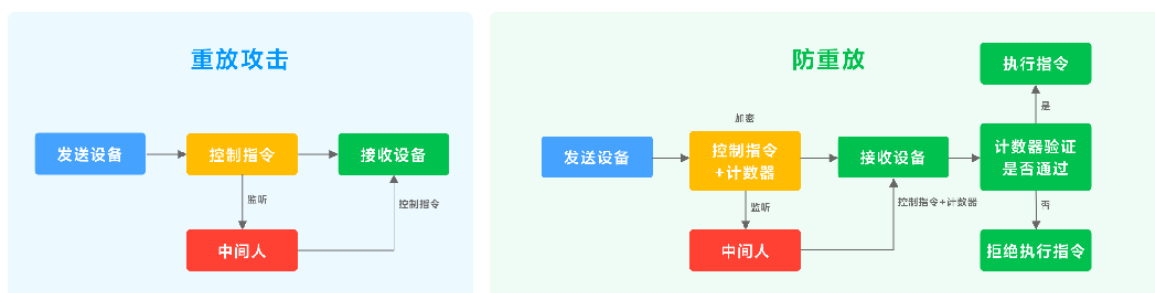 重放攻击
发送设备
控制指令
接收设备
监听
控制指令
中间人
防重放
执行指令
是
加密
发送设备
控制指令
+计数器
接收设备
计数器验证
是否通过
监听
控制指令+计数器
否
中间人
拒绝执行指令